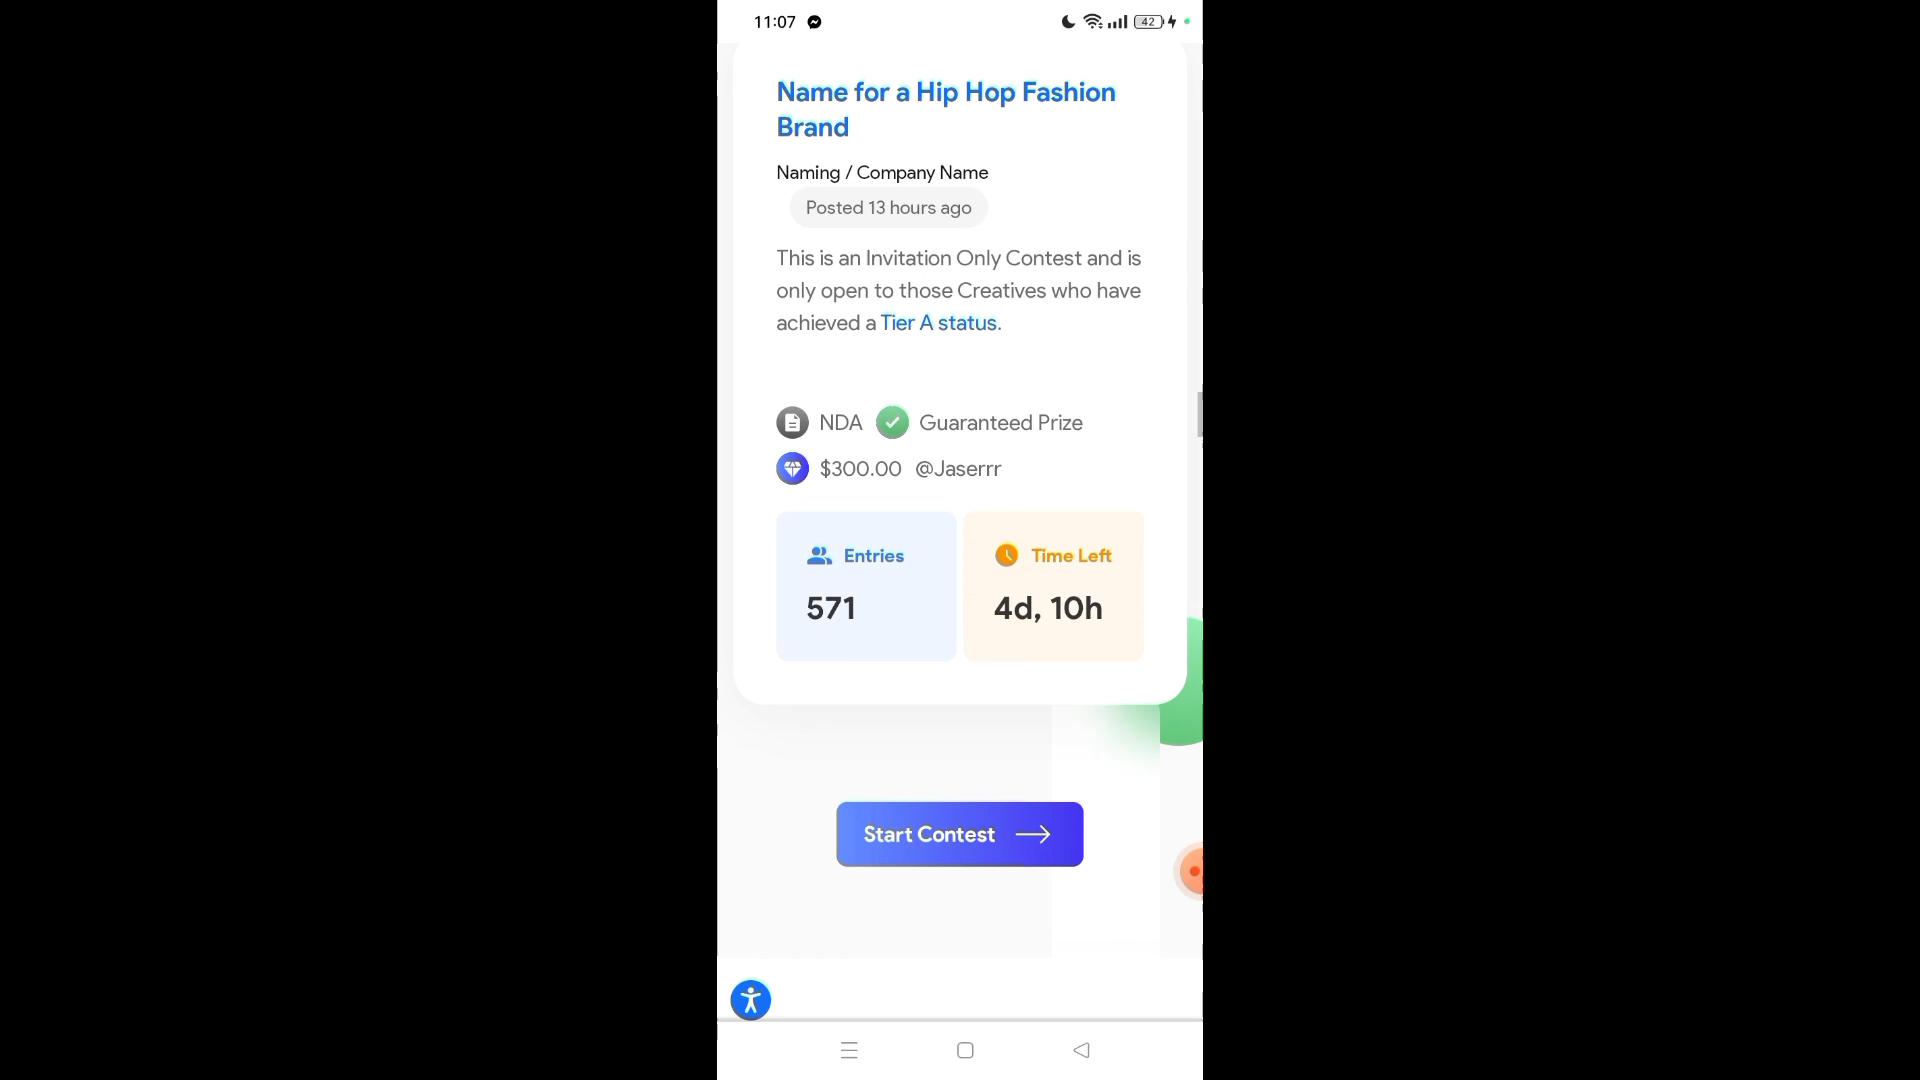 11:07
42
Name for a Hip Hop Fashion
Brand
Naming / Company Name
Posted 13 hours ago
This is an Invitation Only Contest and is
only open to those Creatives who have
achieved a Tier A status.
NDA Guaranteed Prize
$300.00 @Jaserrr
Entries
571
Time Left
4d, 10h
Start Contest